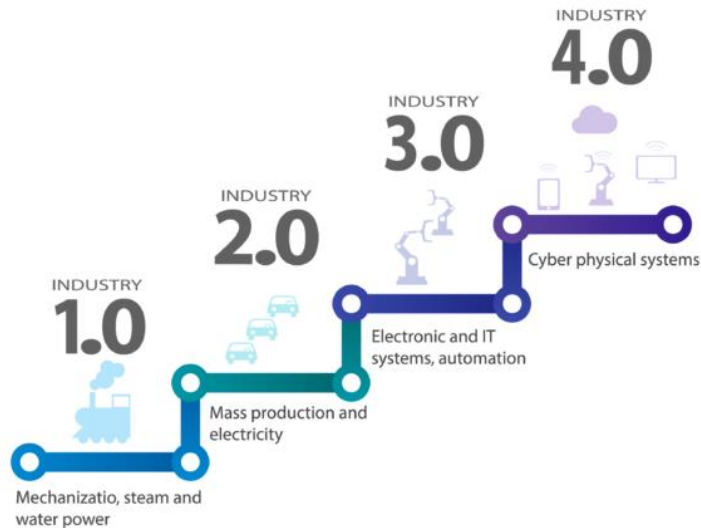 INDUSTRY
1.0
Mechanizatio, steam and
water power
INDUSTRY
2.0
Mass production and
electricity
INDUSTRY
3.0
Electronic and IT
systems, automation
INDUSTRY
4.0
Cyber physical systems